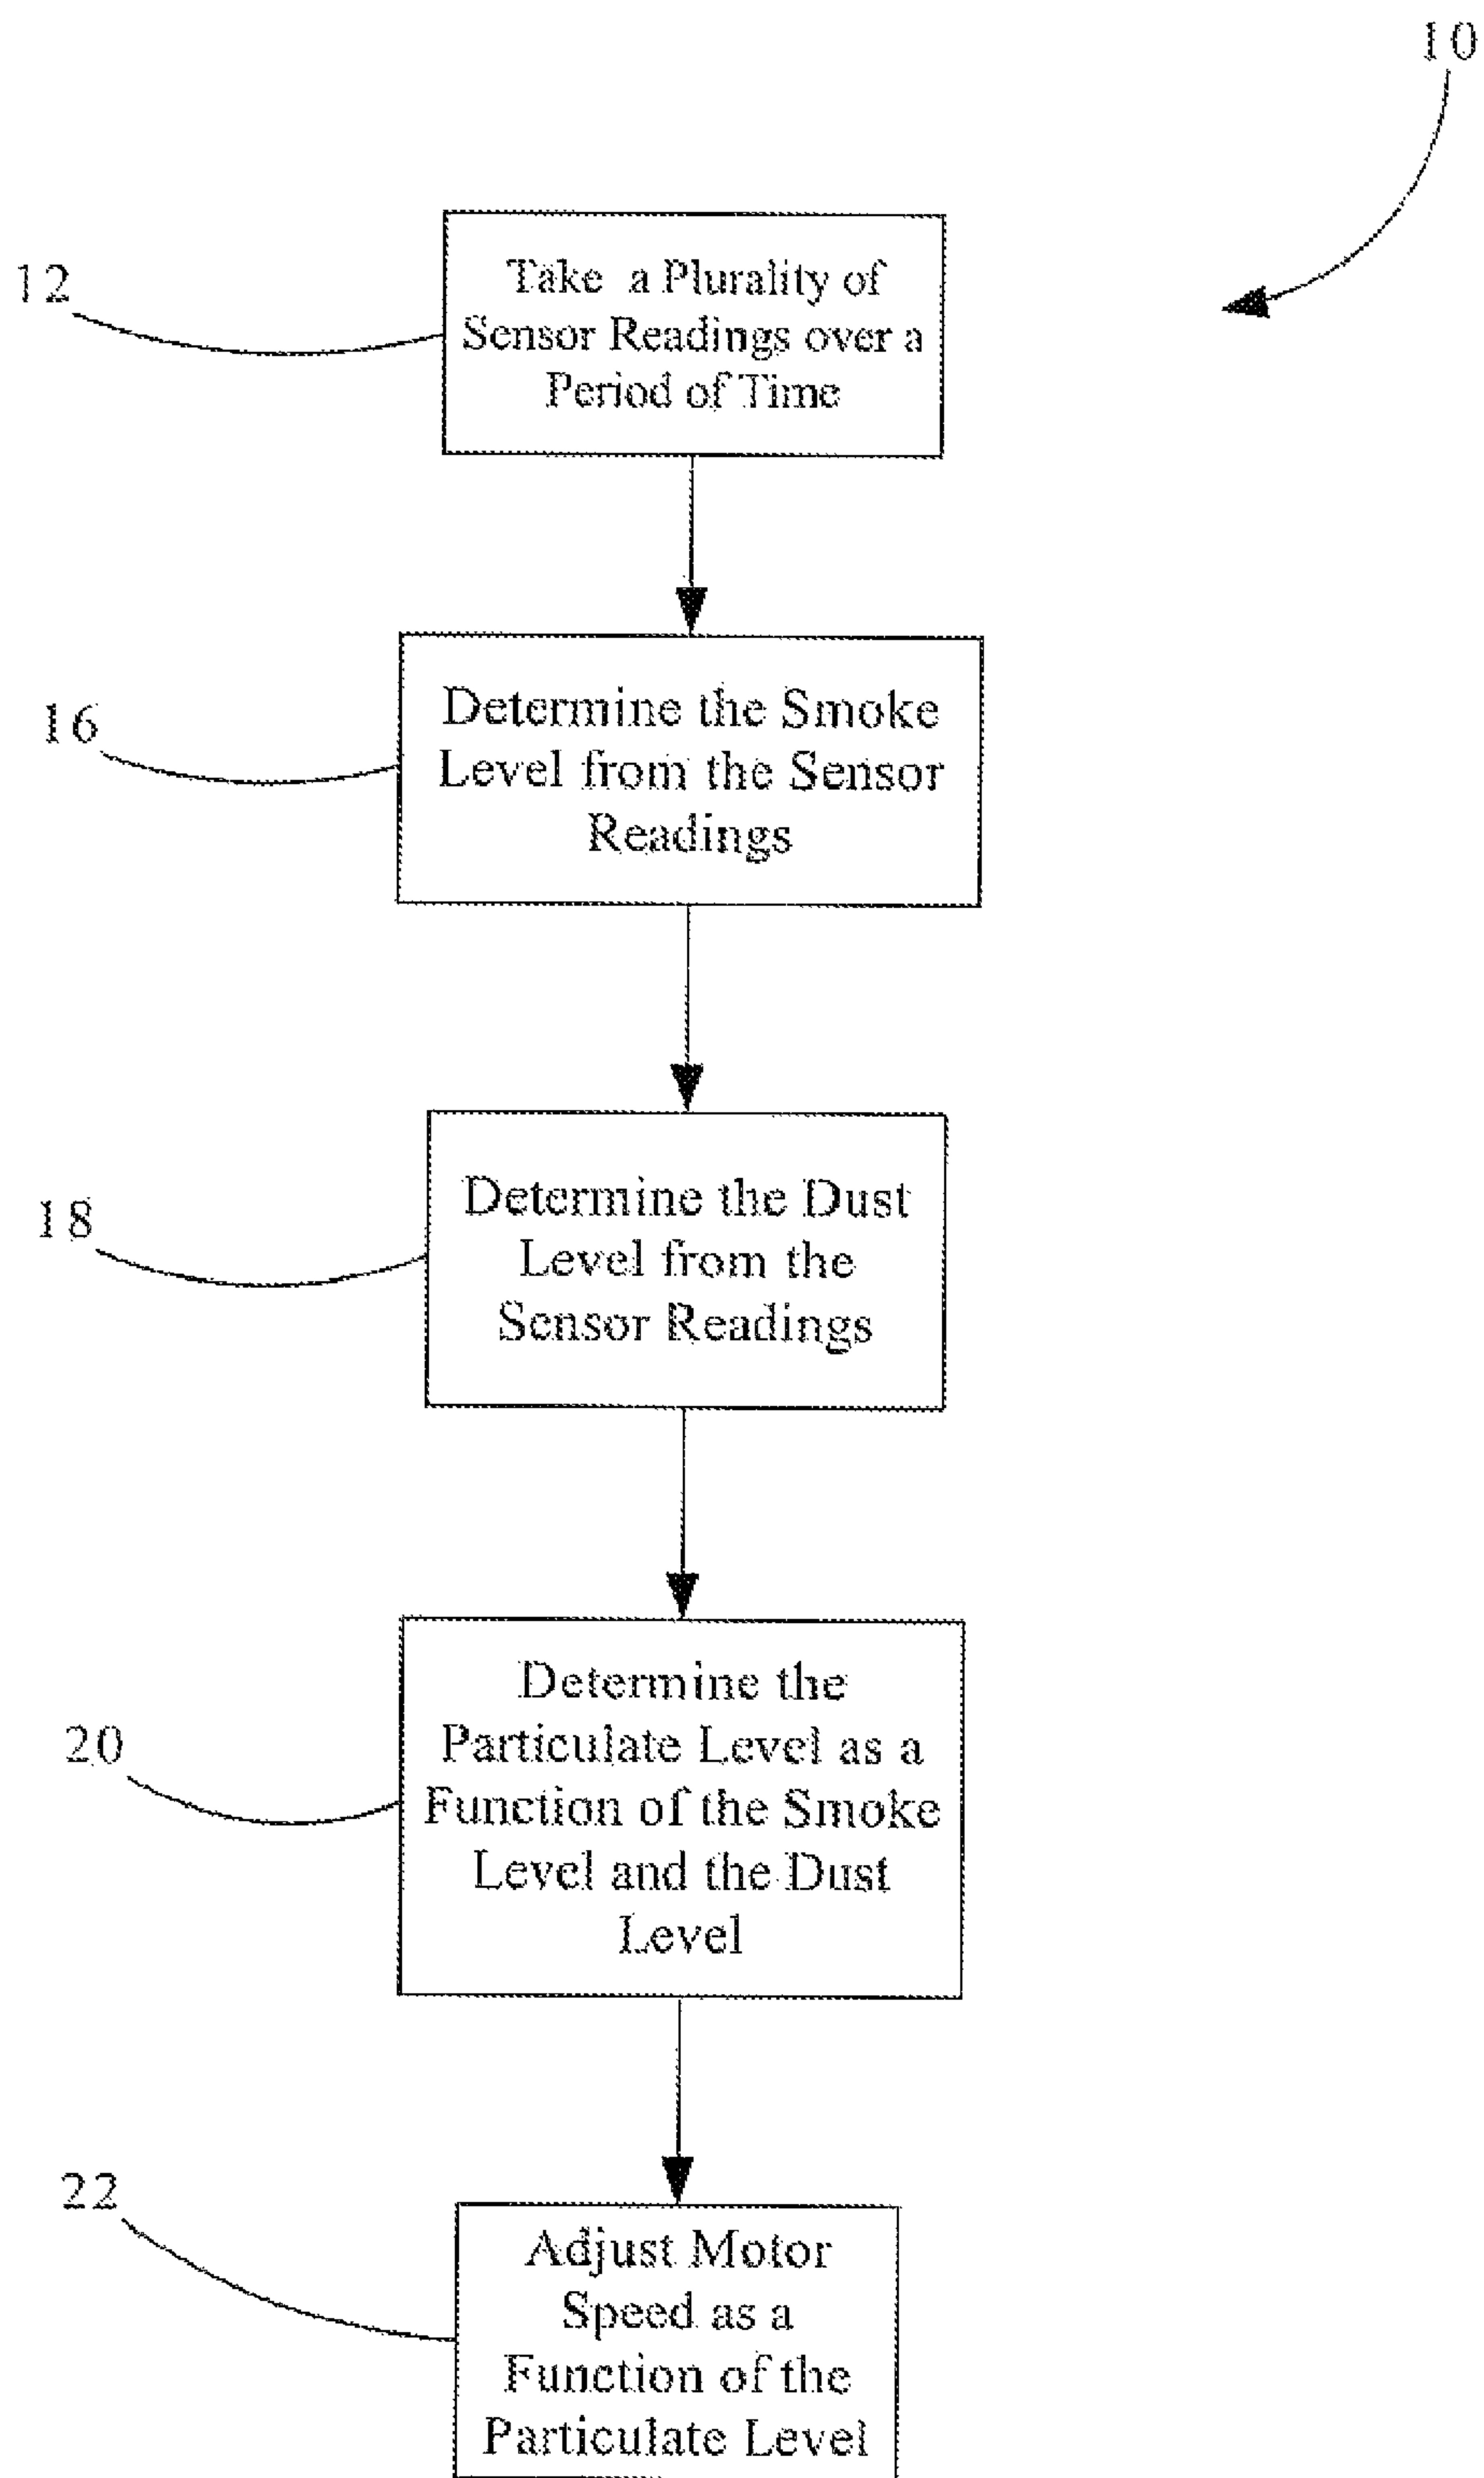 10
12
Take a Plurality of
Sensor Readings over a
Period of Time
16
Determine the Smoke
Level from the Sensor
Readings
18
Determine the Dust
Level from the
Sensor Readings
20
Determine the
Particulate Level as a
Function of the Smoke
Level and the Dust
Level
22
Adjust Motor
Speed as a
Function of the
Particulate Level